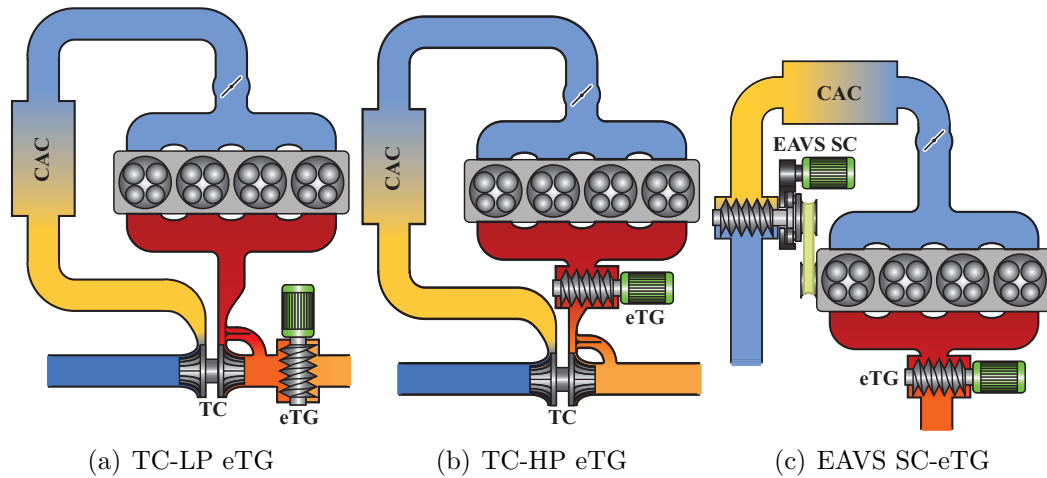 CAC
TC
eTG
(a) TC-LP eTG
CAC
eTG
TC
(b) TC-HP eTG
CAC
EAVS SC
eTG
(c) EAVS SC-eTG